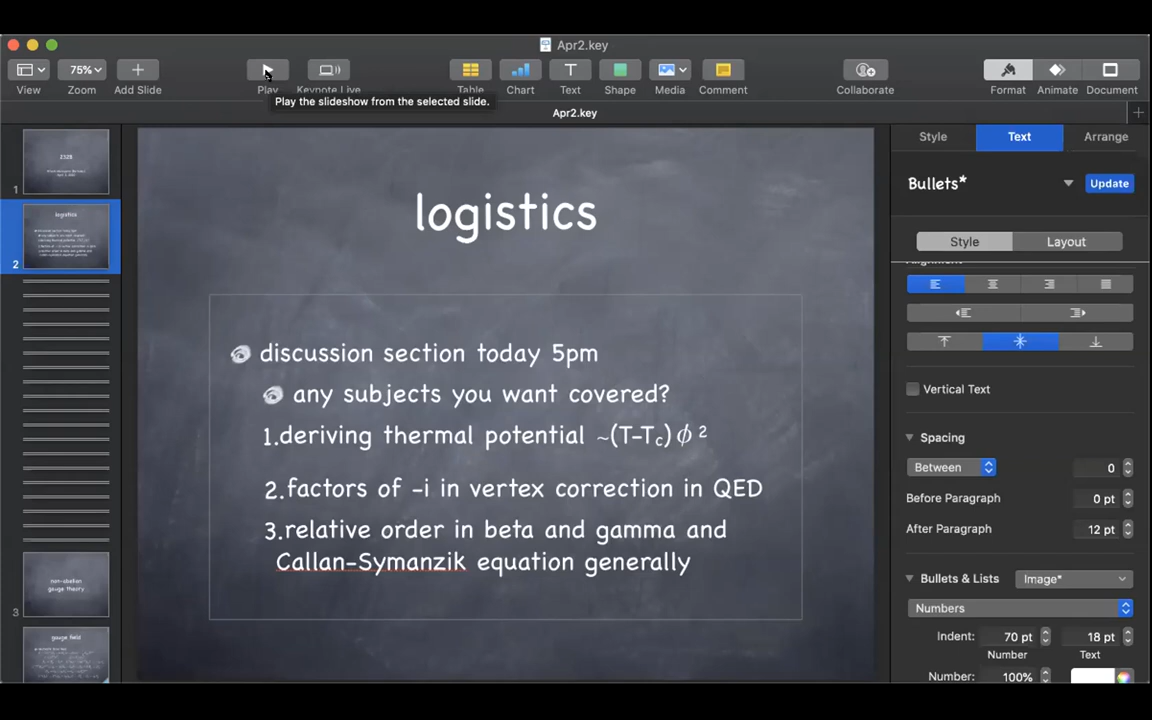 Apr2.key
75%
View
Zoom
Add Slide
Play
Keynote Live
Table
Chart
Text
Shape
Media
Comment
Collaborate
Format
Animate
Document
Play the slideshow from the selected slide.
Apr2.key
Style
Text
Arrange
Bullets*
Update
Style
Layout
Alignment
Vertical Text
Spacing
Between
0
Before Paragraph
0 pt
After Paragraph
12 pt
Bullets & Lists
Image*
Numbers
Indent:
70 pt
18 pt
Number
Text
Number:
100%
1
2
3
232B
logistics
non-abelian
gauge theory
gauge field
logistics
discussion section today 5pm
any subjects you want covered?
1.deriving thermal potential ~(T-Tc)ϕ²
2.factors of -i in vertex correction in QED
3.relative order in beta and gamma and
Callan-Symanzik equation generally